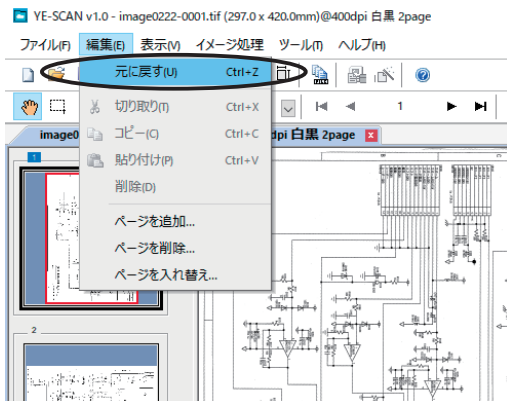 YE-SCAN v1.0 - image0222-0001.tif (297.0 x 420.0mm)@400dpi 白黒 2page
ファイル(F) 編集(E) 表示(V) イメージ処理 ツール(T) ヘルプ(H)
元に戻す(U) Ctrl+Z
切り取り(T) Ctrl+X
1
コピー(C) Ctrl+C
image0 dpi 白黒 2page
貼り付け(P) Ctrl+V
1
削除(D)
ページを追加...
ページを削除...
ページを入れ替え...
2